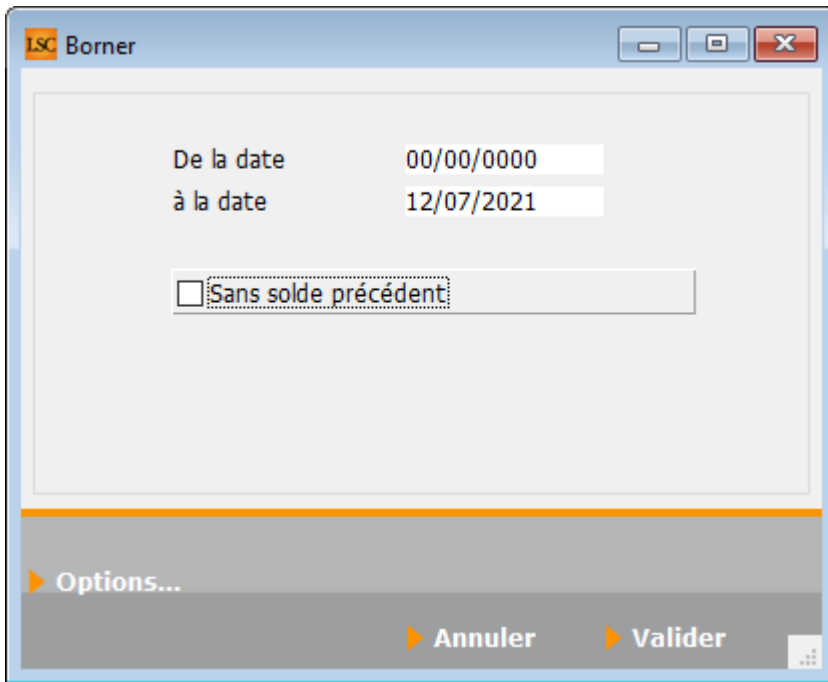 LSC Borner
De la date 00/00/0000
à la date 12/07/2021
Sans solde précédent
Options...
Annuler Valider